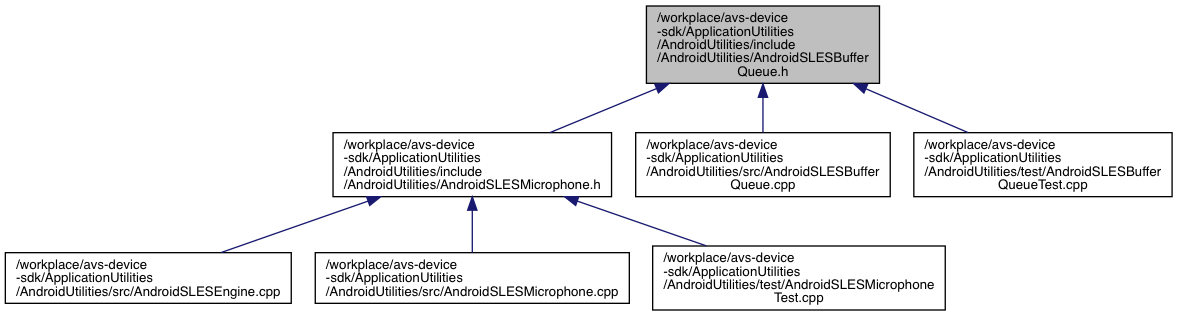 /workplace/avs-device
-sdk/ApplicationUtilities
/AndroidUtilities/include
/AndroidUtilities/AndroidSLESBuffer
Queue.h
/workplace/avs-device
-sdk/ApplicationUtilities
/AndroidUtilities/include
/AndroidUtilities/AndroidSLESMicrophone.h
/workplace/avs-device
-sdk/ApplicationUtilities
/AndroidUtilities/src/AndroidSLESBuffer
Queue.cpp
/workplace/avs-device
-sdk/ApplicationUtilities
/AndroidUtilities/test/AndroidSLESBuffer
QueueTest.cpp
/workplace/avs-device
-sdk/ApplicationUtilities
/AndroidUtilities/src/AndroidSLESEngine.cpp
/workplace/avs-device
-sdk/ApplicationUtilities
/AndroidUtilities/src/AndroidSLESMicrophone.cpp
/workplace/avs-device
-sdk/ApplicationUtilities
/AndroidUtilities/test/AndroidSLESMicrophone
Test.cpp